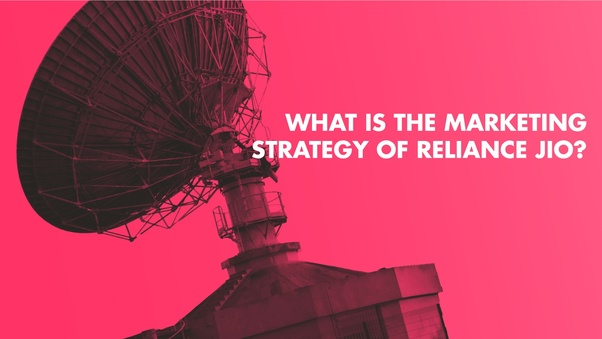 WHAT IS THE MARKETING
STRATEGY OF RELIANCE JIO?